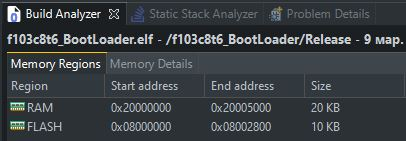 Build Analyzer Static Stack Analyzer Problem Details
f103c8t6_BootLoader.elf - /f103c8t6_BootLoader/Release - 9 мар.
Memory Regions Memory Details
Region Start address End address Size
RAM 0x20000000 0x20005000 20 KB
FLASH 0x08000000 0x08002800 10 KB